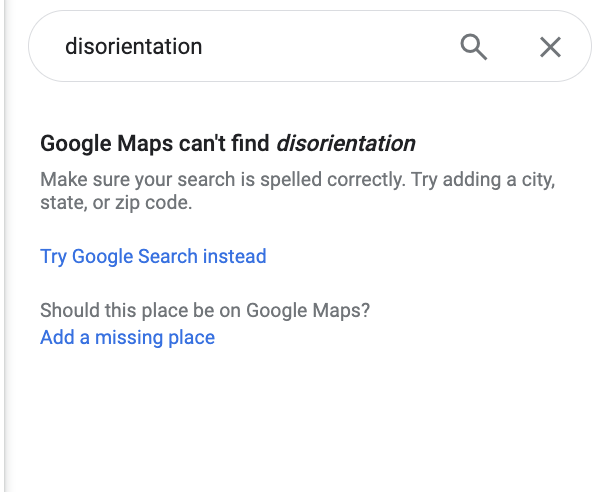 disorientation
Google Maps can't find disorientation
Make sure your search is spelled correctly. Try adding a city,
state, or zip code.
Try Google Search instead
Should this place be on Google Maps?
Add a missing place